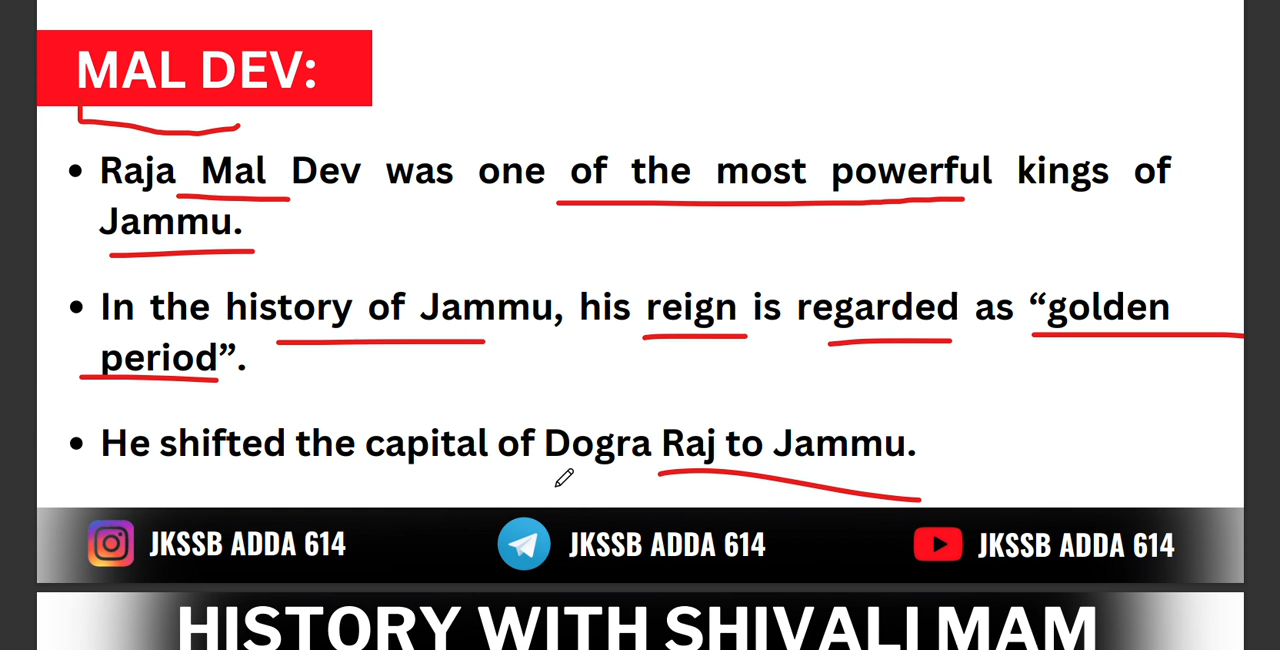 MAL DEV:
• Raja Mal Dev was one of the most powerful kings of
Jammu.
• In the history of Jammu, his reign is regarded as “golden
period”.
• He shifted the capital of Dogra Raj to Jammu.
JKSSB ADDA 614 JKSSB ADDA 614 JKSSB ADDA 614
HISTORY WITH SHIVALI MAM